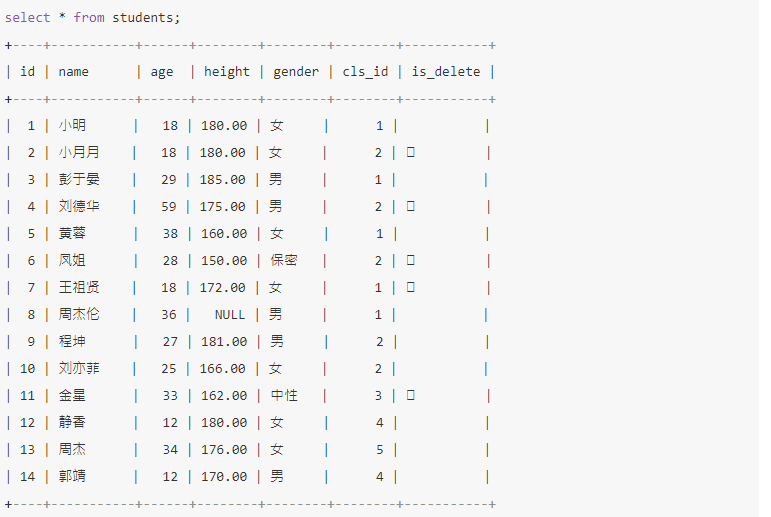 select * from students;
+----+-----------+------+--------+--------+--------+-----------+
| id | name      | age  | height | gender | cls_id | is_delete |
+----+-----------+------+--------+--------+--------+-----------+
|  1 | 小明      |   18 | 180.00 | 女     |      1 |           |
|  2 | 小月月    |   18 | 180.00 | 女     |      2 | □         |
|  3 | 彭于晏    |   29 | 185.00 | 男     |      1 |           |
|  4 | 刘德华    |   59 | 175.00 | 男     |      2 | □         |
|  5 | 黄蓉      |   38 | 160.00 | 女     |      1 |           |
|  6 | 凤姐      |   28 | 150.00 | 保密   |      2 | □         |
|  7 | 王祖贤    |   18 | 172.00 | 女     |      1 | □         |
|  8 | 周杰伦    |   36 |   NULL | 男     |      1 |           |
|  9 | 程坤      |   27 | 181.00 | 男     |      2 |           |
| 10 | 刘亦菲    |   25 | 166.00 | 女     |      2 |           |
| 11 | 金星      |   33 | 162.00 | 中性   |      3 | □         |
| 12 | 静香      |   12 | 180.00 | 女     |      4 |           |
| 13 | 周杰      |   34 | 176.00 | 女     |      5 |           |
| 14 | 郭靖      |   12 | 170.00 | 男     |      4 |           |
+----+-----------+------+--------+--------+--------+-----------+